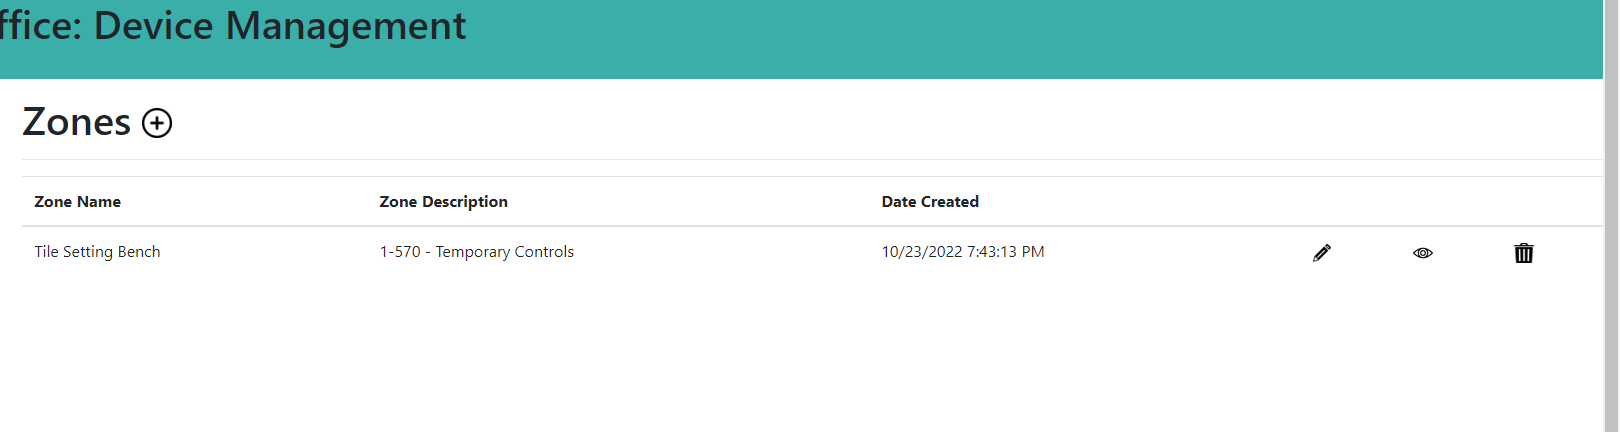 ffice: Device Management
Zones
Zone Name Zone Description Date Created
Tile Setting Bench 1-570 - Temporary Controls 10/23/2022 7:43:13 PM